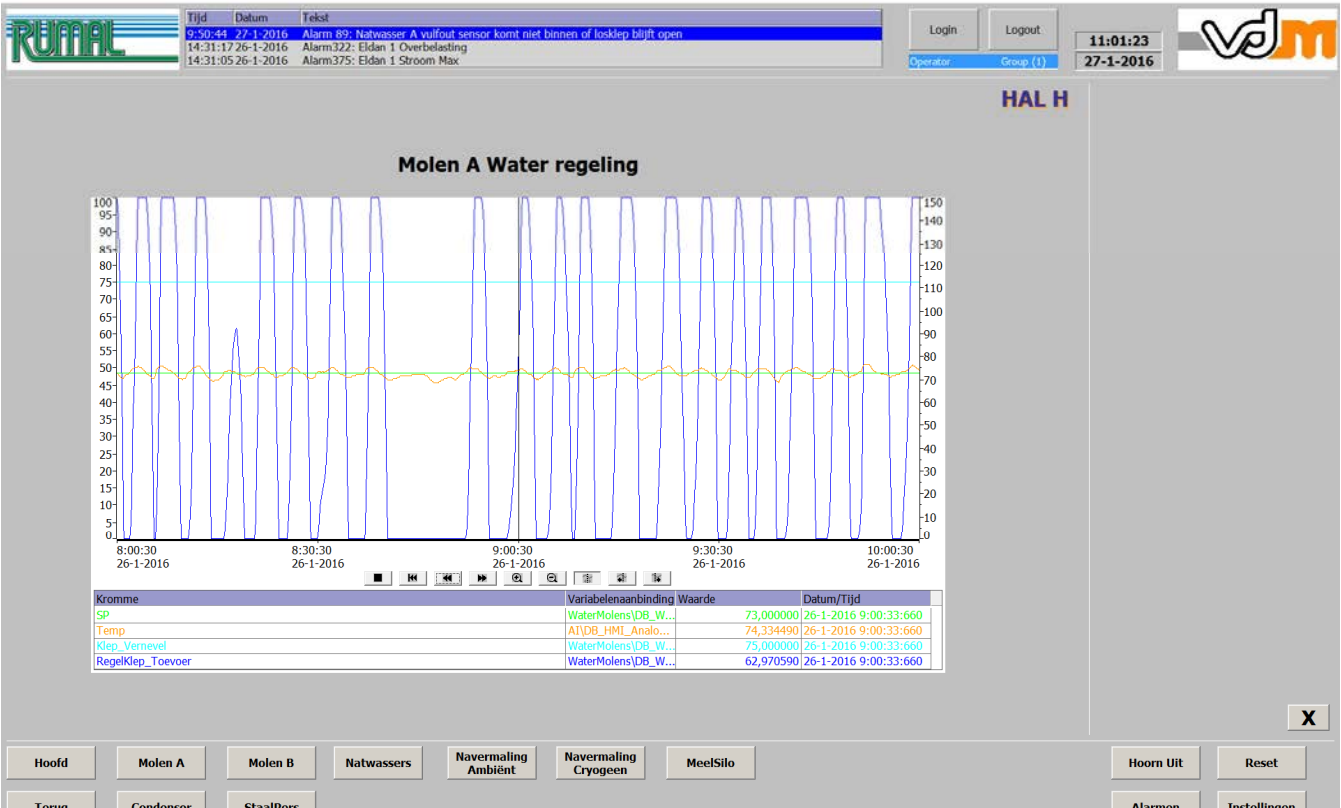 RUMAL
Tijd Datum Tekst
9:50:44 27-1-2016 Alarm 89: Natwasser A vulfout sensor komt niet binnen of losklep blijft open
14:31:17 26-1-2016 Alarm322: Eldan 1 Overbelasting
14:31:05 26-1-2016 Alarm375: Eldan 1 Stroom Max
Login Logout
Operator Group (1)
11:01:23
27-1-2016
vdm
HAL H
Molen A Water regeling
100 150
95 140
90
85 130
80 120
75
70 110
65 100
60 90
55 80
50
45 70
40 60
35 50
30
25 40
20 30
15 20
10
5 10
0 0
8:00:30 8:30:30 9:00:30 9:30:30 10:00:30
26-1-2016 26-1-2016 26-1-2016 26-1-2016 26-1-2016
Kromme Variabelenaanbinding Waarde Datum/Tijd
SP WaterMolens\DB_W... 73,000000 26-1-2016 9:00:33:660
Temp AI\DB_HMI_Analo... 74,334490 26-1-2016 9:00:33:660
Klep_Vernevel WaterMolens\DB_W... 75,000000 26-1-2016 9:00:33:660
RegelKlep_Toevoer WaterMolens\DB_W... 62,970590 26-1-2016 9:00:33:660
X
Hoofd Molen A Molen B Natwassers Navermaling Ambiënt Navermaling Cryogeen MeelSilo Hoorn Uit Reset
Terug Condensor StaalPers Alarmen Instellingen